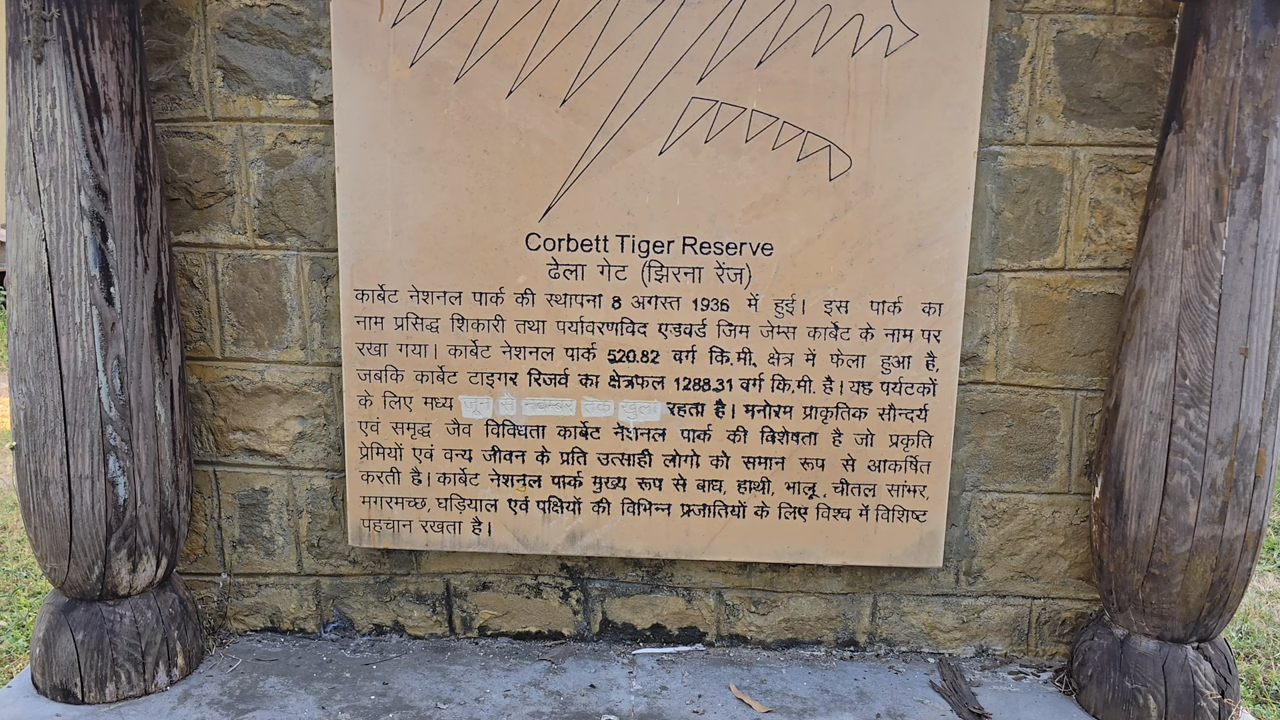 Corbett Tiger Reserve
ढेला गेट (झिरना रेंज)
कार्बेट नेशनल पार्क की स्थापना 8 अगस्त 1936 में हुई। इस पार्क का
नाम प्रसिद्ध शिकारी तथा पर्यावरणविद एडवर्ड जिम जेम्स कार्बेट के नाम पर
रखा गया। कार्बेट नेशनल पार्क 520.82 वर्ग कि.मी. क्षेत्र में फेला हुआ है,
जबकि कार्बेट टाइगर रिजर्व का क्षेत्रफल 1288.31 वर्ग कि.मी. है। यह पर्यटकों
के लिए मध्य जून से नवम्बर तक खुला रहता है। मनोरम प्राकृतिक सौन्दर्य
एवं समृद्ध जैव विविधता कार्बेट नेशनल पार्क की विशेषता है जो प्रकृति
प्रेमियों एवं वन्य जीवन के प्रति उत्साही लोगो को समान रूप से आकर्षित
करती है। कार्बेट नेशनल पार्क मुख्य रूप से बाघ, हाथी, भालू, चीतल सांभर,
मगरमच्छ, घड़ियाल एवं पक्षियों की विभिन्न प्रजातियों के लिए विश्व में विशिष्ट
पहचान रखता है।